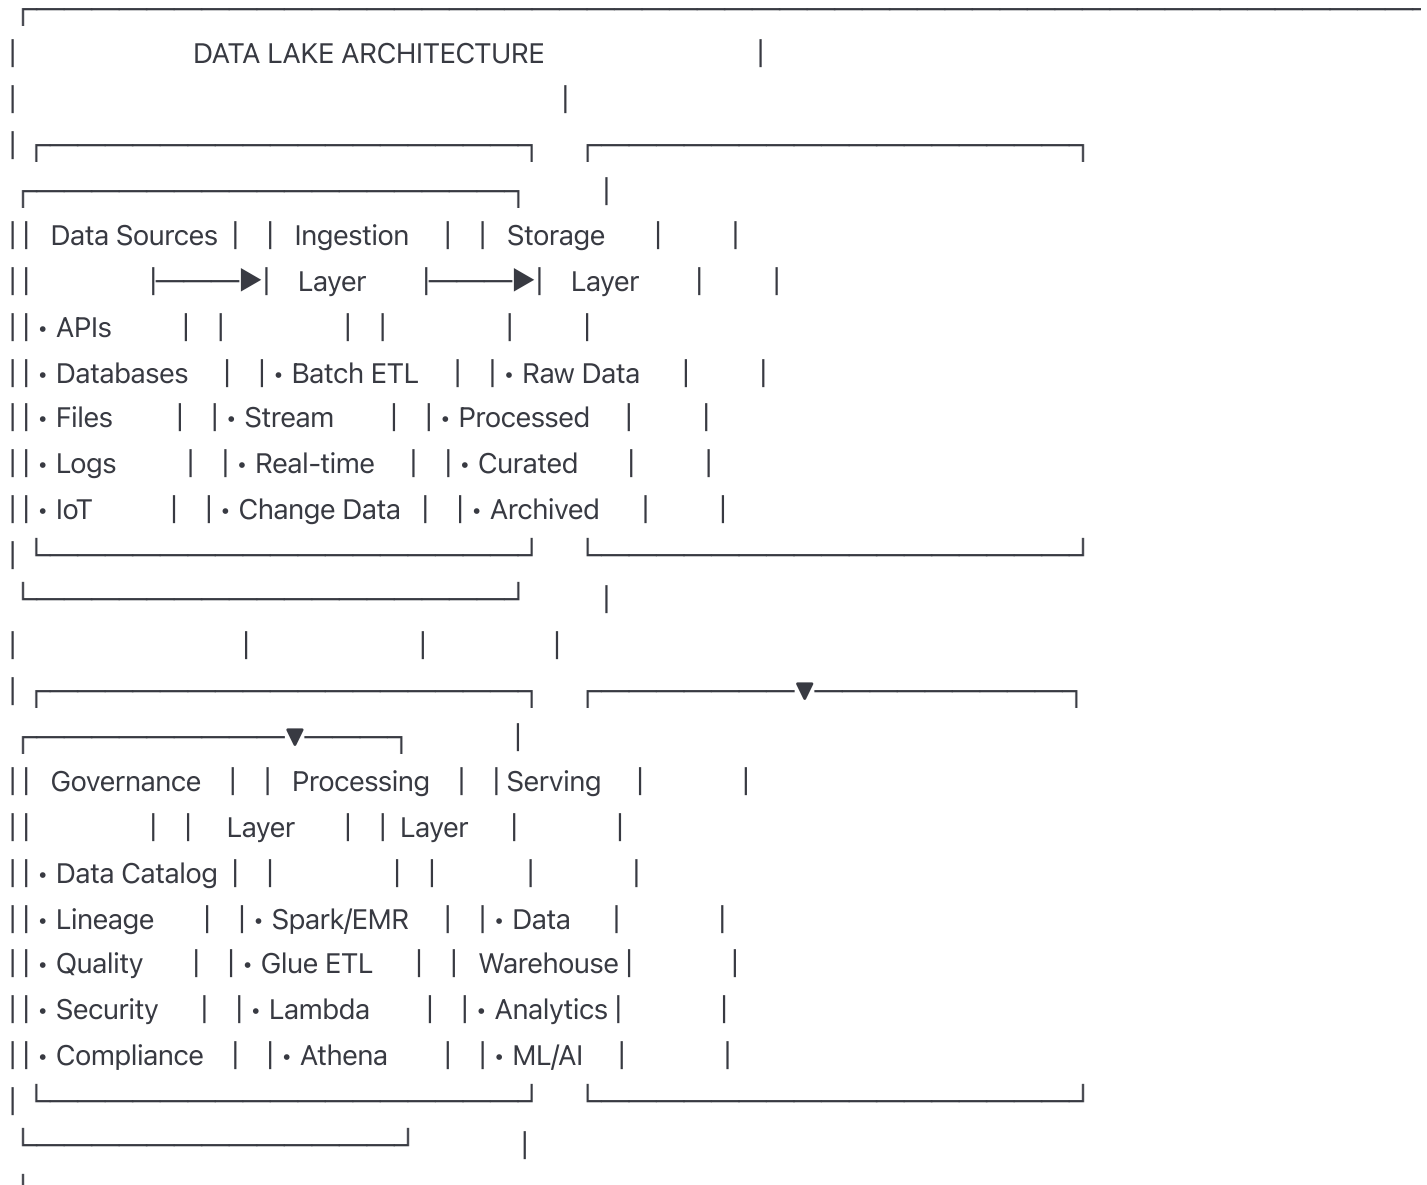 DATA LAKE ARCHITECTURE
Data Sources Ingestion Storage
Layer Layer
• APIs
• Databases • Batch ETL • Raw Data
• Files • Stream • Processed
• Logs • Real-time • Curated
• IoT • Change Data • Archived
Governance Processing Serving
Layer Layer
• Data Catalog
• Lineage • Spark/EMR • Data
• Quality • Glue ETL Warehouse
• Security • Lambda • Analytics
• Compliance • Athena • ML/AI